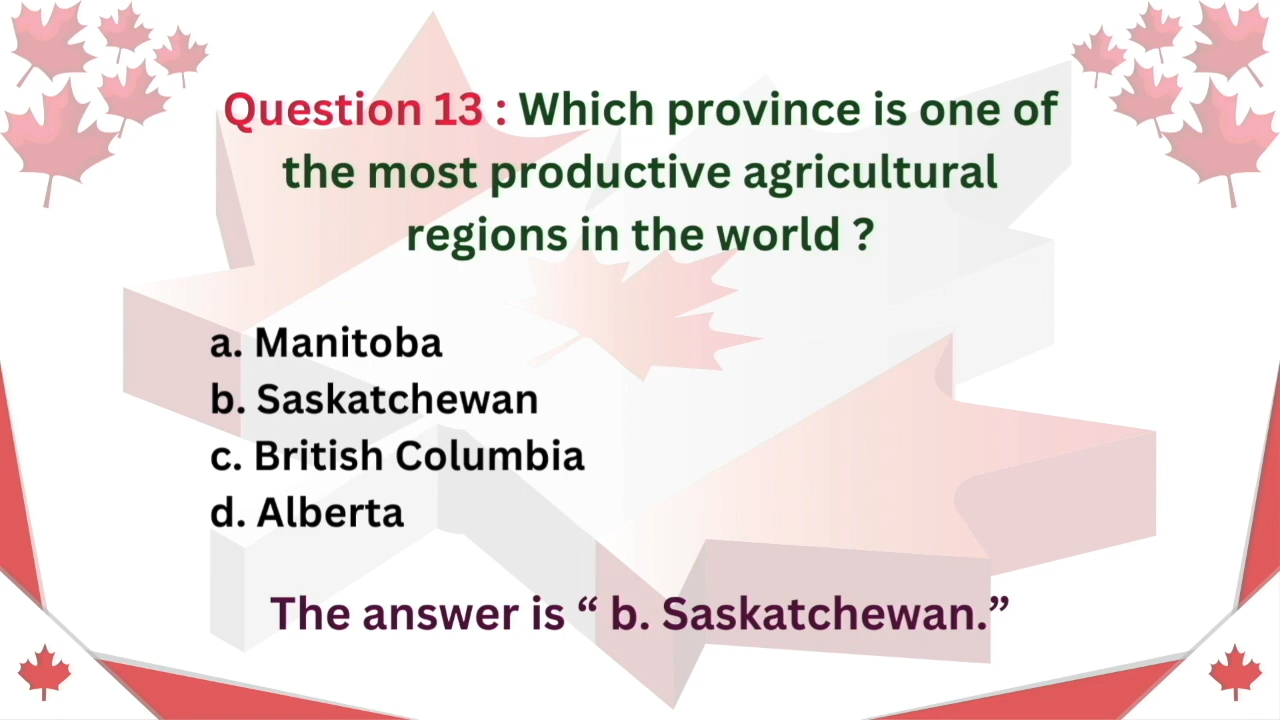 Question 13 : Which province is one of
the most productive agricultural
regions in the world ?
a. Manitoba
b. Saskatchewan
c. British Columbia
d. Alberta
The answer is “ b. Saskatchewan.”